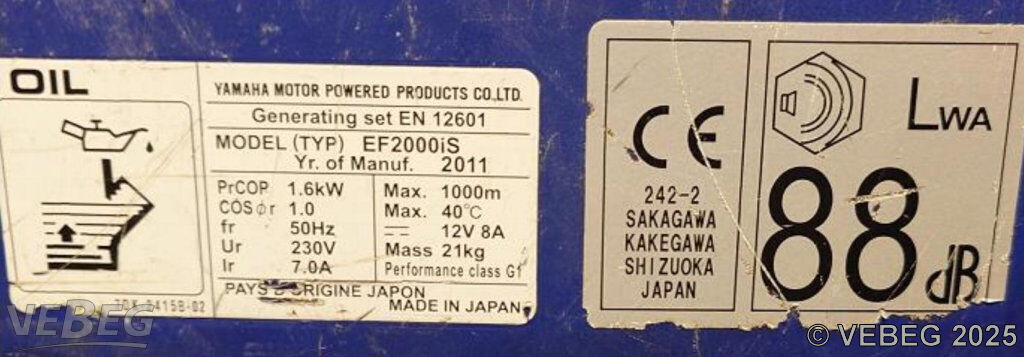 OIL
YAMAHA MOTOR POWERED PRODUCTS CO.,LTD.
Generating set EN 12601
MODEL (TYP) EF2000iS
Yr. of Manuf. 2011
PrCOP 1.6kW
COSφr 1.0
fr 50Hz
Ur 230V
Ir 7.0A
Max. 1000m
Max. 40℃
⎓ 12V 8A
Mass 21kg
Performance class G1
PAYS D'ORIGINE JAPON
MADE IN JAPAN
CE
242-2
SAKAGAWA
KAKEGAWA
SHIZUOKA
JAPAN
LWA
88dB
VEBEG
© VEBEG 2025